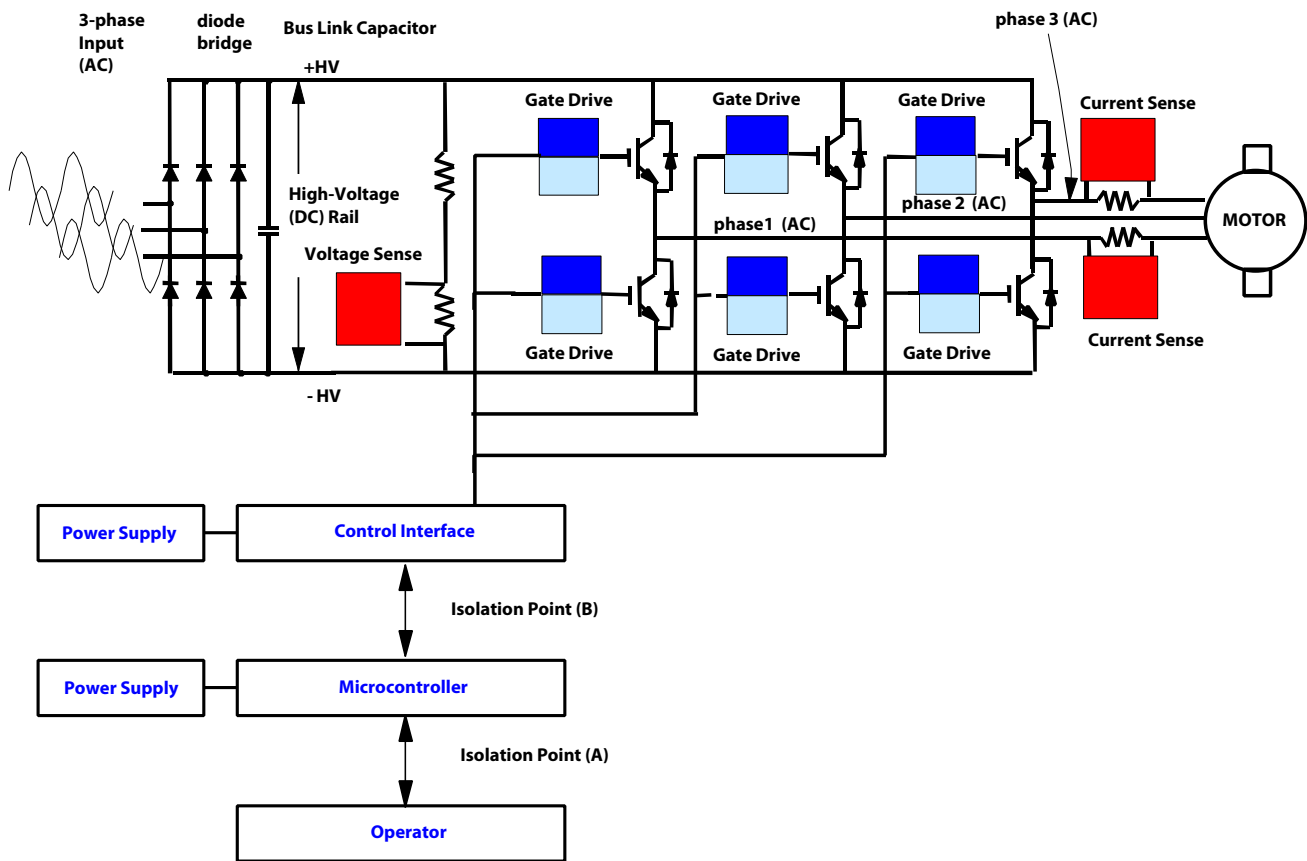 3-phase
Input
(AC)
diode
bridge
Bus Link Capacitor
phase 3 (AC)
+HV
Gate Drive
Gate Drive
Gate Drive
Current Sense
High-Voltage
(DC) Rail
phase 2 (AC)
phase1 (AC)
MOTOR
Voltage Sense
Gate Drive
Gate Drive
Gate Drive
Current Sense
- HV
Power Supply
Control Interface
Isolation Point (B)
Power Supply
Microcontroller
Isolation Point (A)
Operator